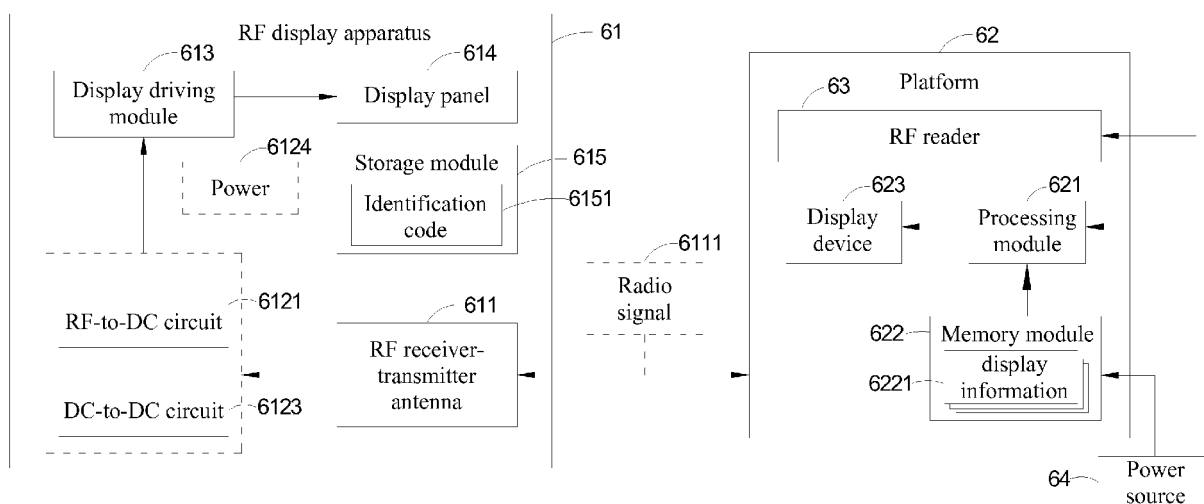 RF display apparatus
61
613
Display driving
module
614
Display panel
6124
Power
Storage module
615
Identification
code
6151
6121
RF-to-DC circuit
DC-to-DC circuit
6123
611
RF receiver-
transmitter
antenna
6111
Radio
signal
62
Platform
63
RF reader
623
Display
device
621
Processing
module
622
Memory module
display
information
6221
64
Power
source